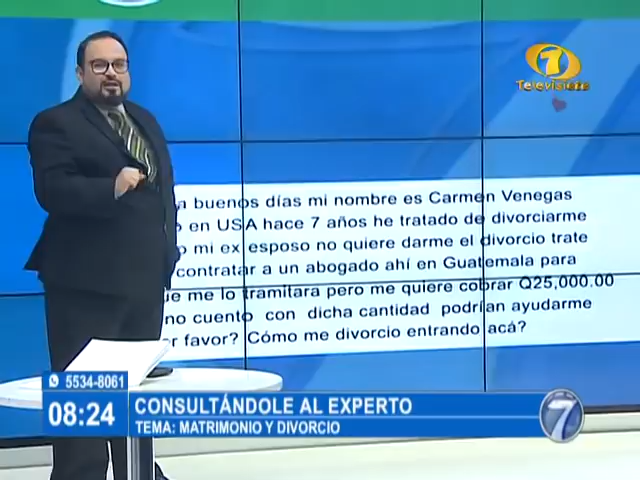 7
Televisiete
n buenos días mi nombre es Carmen Venegas
o en USA hace 7 años he tratado de divorciarme
o mi ex esposo no quiere darme el divorcio trate
contratar a un abogado ahí en Guatemala para
ue me lo tramitara pero me quiere cobrar Q25,000.00
no cuento con dicha cantidad podrían ayudarme
or favor? Cómo me divorcio entrando acá?
5534-8061
08:24
CONSULTÁNDOLE AL EXPERTO
TEMA: MATRIMONIO Y DIVORCIO
7